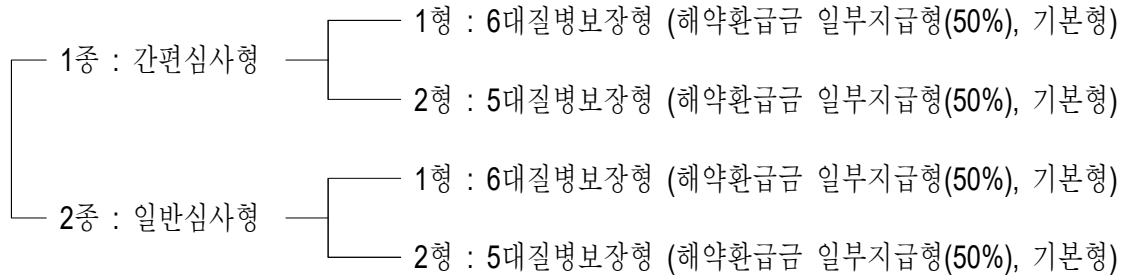 1형 : 6대질병보장형 (해약환급금 일부지급형(50%), 기본형)
1종 : 간편심사형
2형 : 5대질병보장형 (해약환급금 일부지급형(50%), 기본형)
1형 : 6대질병보장형 (해약환급금 일부지급형(50%), 기본형)
2종 : 일반심사형
2형 : 5대질병보장형 (해약환급금 일부지급형(50%), 기본형)